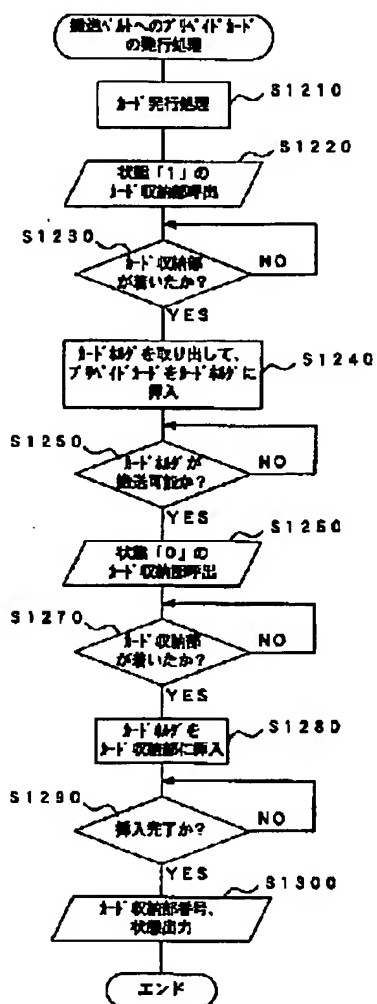 搬送ベルトへのプリペイドカード
の発行処理
S1210
カード発行処理
S1220
状態「1」の
カード収納部呼出
S1230
カード収納部
が着いたか?
NO
YES
カードホルダを取り出して、
プリペイドカードをカードホルダに
挿入
S1240
S1250
カードホルダが
搬送可能か?
NO
YES
S1260
状態「0」の
カード収納部呼出
S1270
カード収納部
が着いたか?
NO
YES
S1280
カードホルダを
カード収納部に挿入
S1290
挿入完了か?
NO
YES
S1300
カード収納部番号、
状態出力
エンド